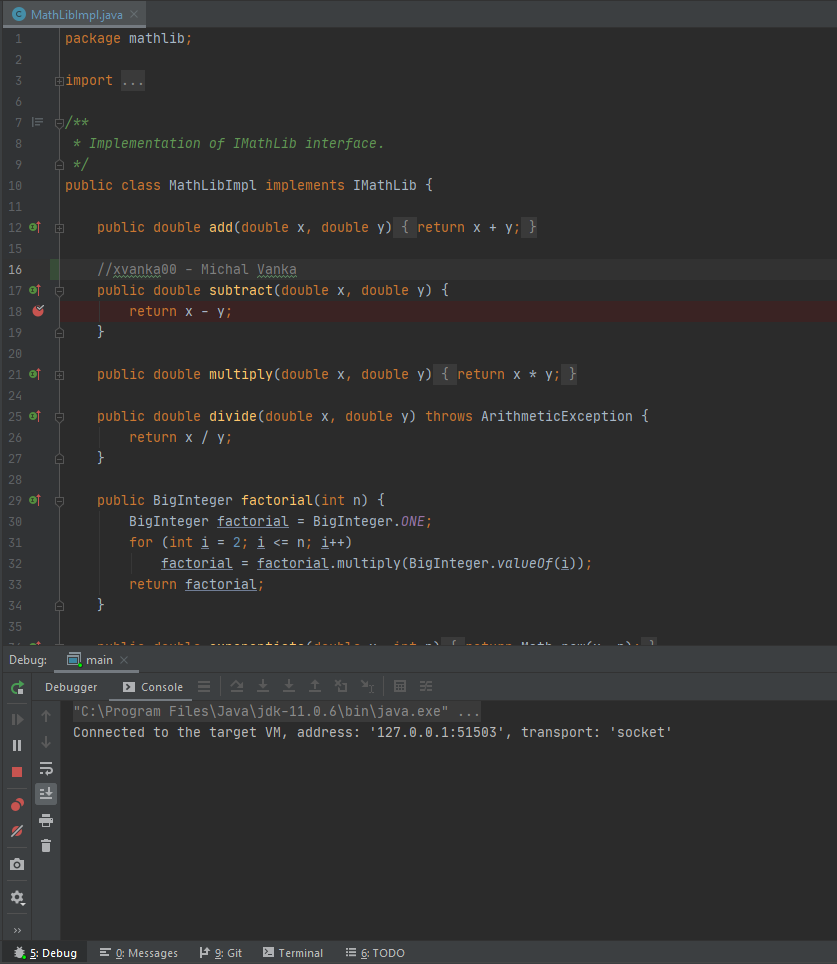 MathLibImpl.java
1 package mathlib;
2
3 import ...
6
7 /**
8 * Implementation of IMathLib interface.
9 */
10 public class MathLibImpl implements IMathLib {
11
12 public double add(double x, double y) { return x + y; }
15
16 //xvanka00 - Michal Vanka
17 public double subtract(double x, double y) {
18 return x - y;
19 }
20
21 public double multiply(double x, double y) { return x * y; }
24
25 public double divide(double x, double y) throws ArithmeticException {
26 return x / y;
27 }
28
29 public BigInteger factorial(int n) {
30 BigInteger factorial = BigInteger.ONE;
31 for (int i = 2; i <= n; i++)
32 factorial = factorial.multiply(BigInteger.valueOf(i));
33 return factorial;
34 }
35
Debug: main
Debugger Console
"C:\Program Files\Java\jdk-11.0.6\bin\java.exe" ...
Connected to the target VM, address: '127.0.0.1:51503', transport: 'socket'
5: Debug 0: Messages 9: Git Terminal 6: TODO